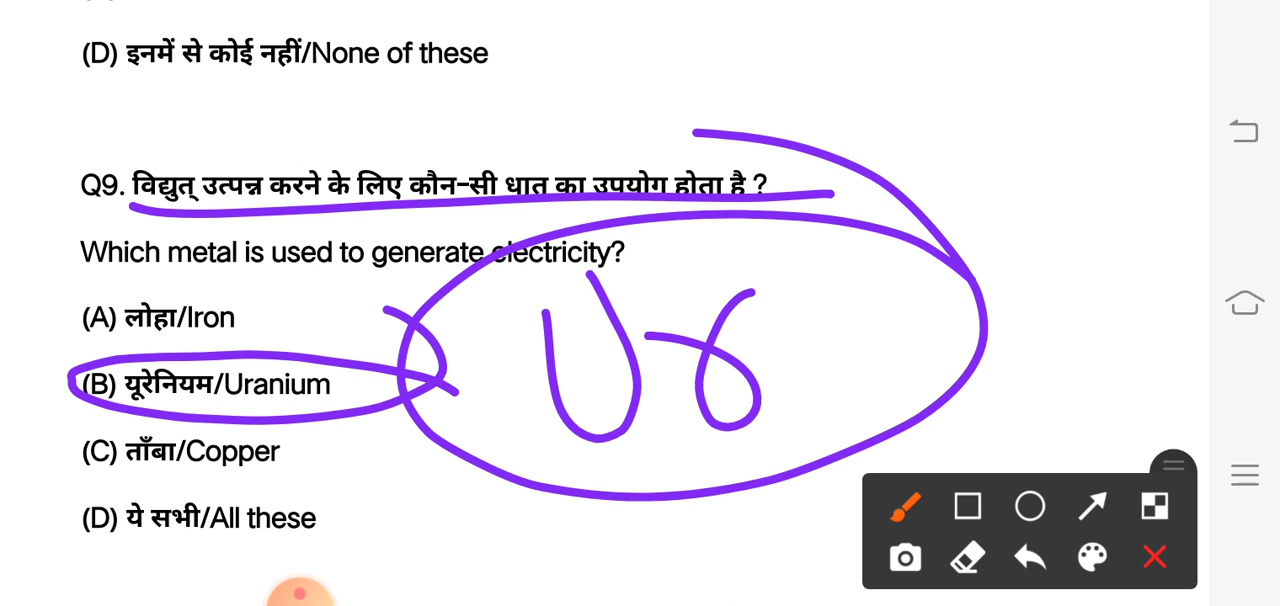 (D) इनमें से कोई नहीं/None of these
Q9. विद्युत् उत्पन्न करने के लिए कौन-सी धातु का उपयोग होता है ?
Which metal is used to generate electricity?
(A) लोहा/Iron
(B) यूरेनियम/Uranium
(C) ताँबा/Copper
(D) ये सभी/All these
Ur